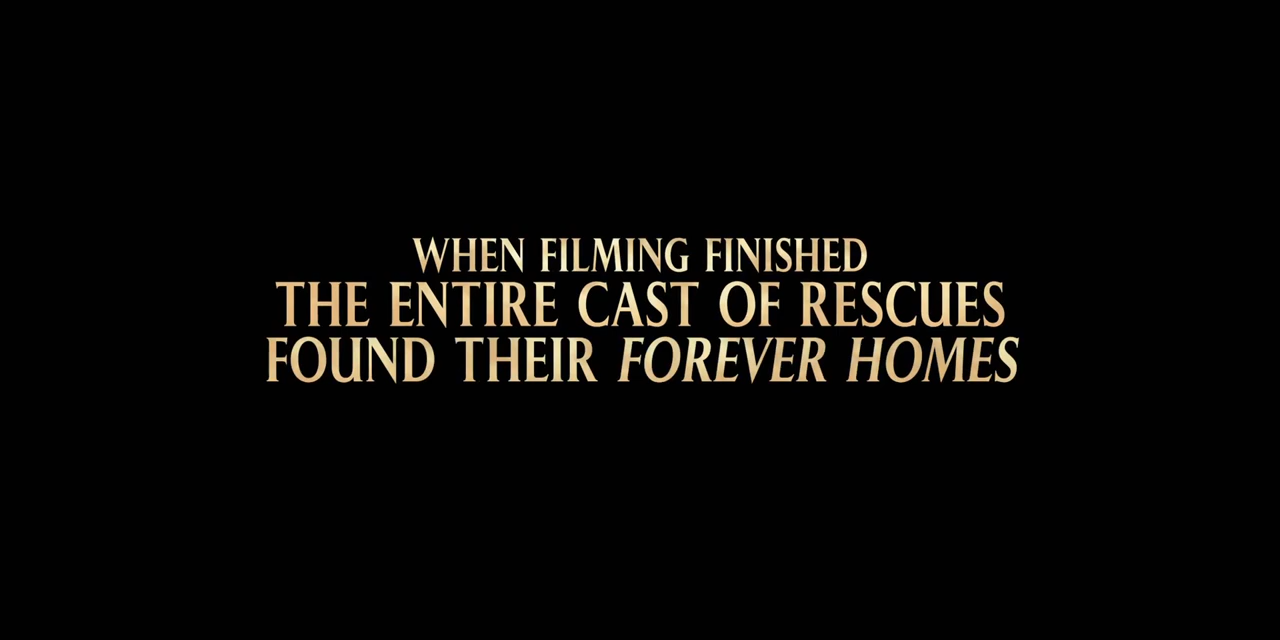 WHEN FILMING FINISHED
THE ENTIRE CAST OF RESCUES
FOUND THEIR FOREVER HOMES